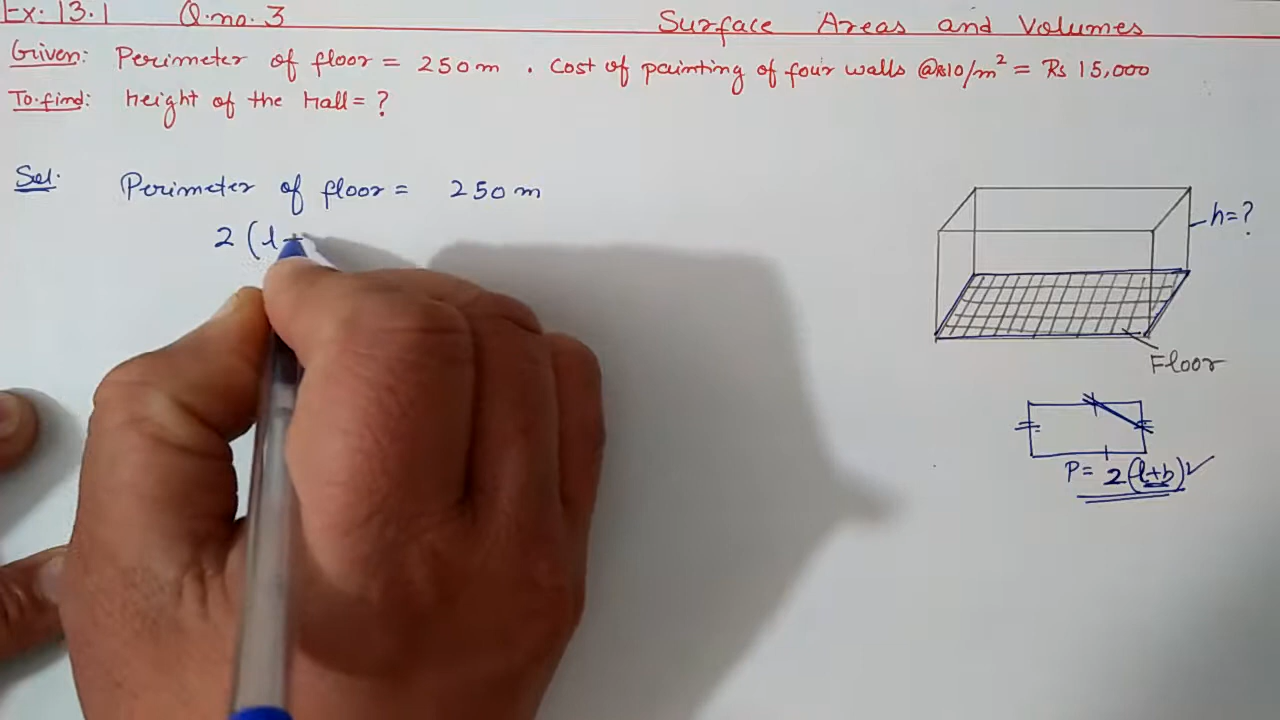 Ex: 13.1 Q.no. 3 Surface Areas and Volumes
Given: Perimeter of floor = 250 m . Cost of painting of four walls @Rs10/m² = Rs 15,000
To find: Height of the Hall = ?
Sol. Perimeter of floor = 250 m
2 (l +
h=?
Floor
P = 2(l+b)